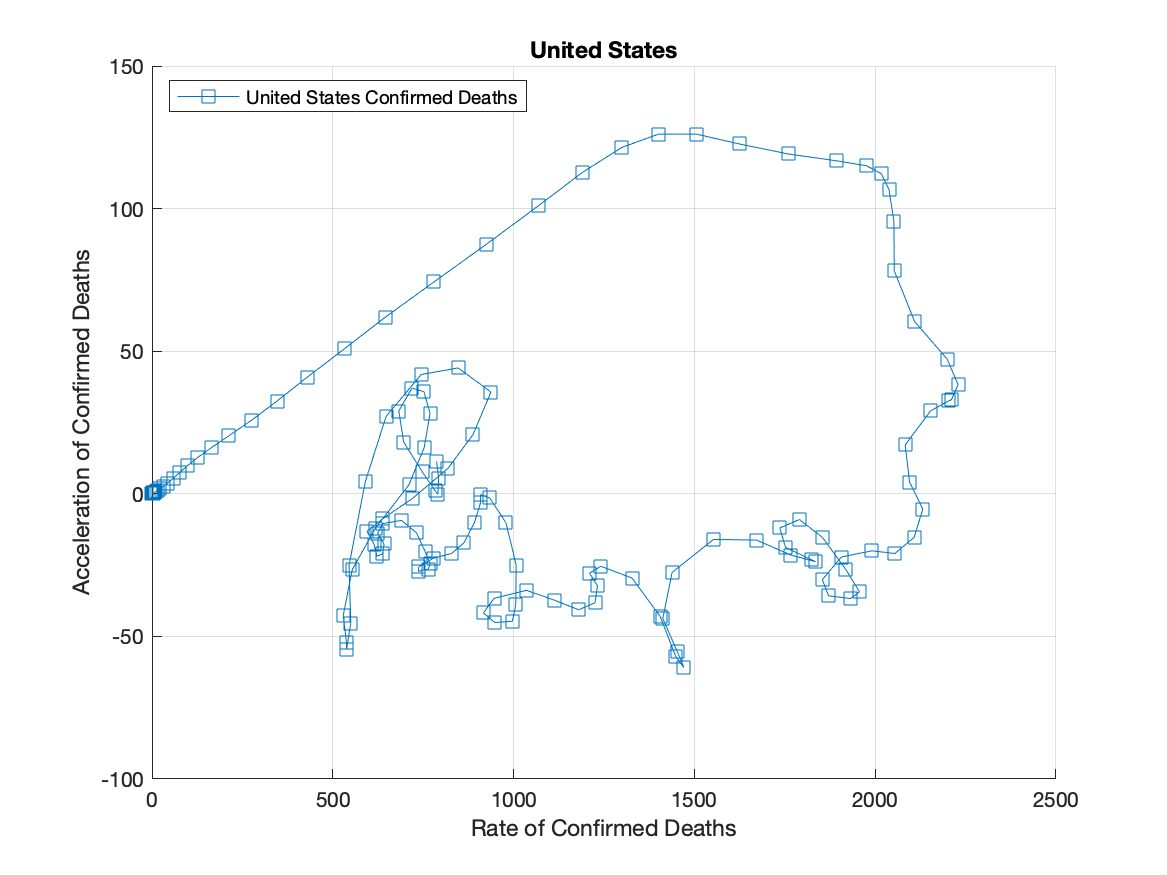 United States
150
United States Confirmed Deaths
100
50
0
-50
-100
Acceleration of Confirmed Deaths
0 500 1000 1500 2000 2500
Rate of Confirmed Deaths